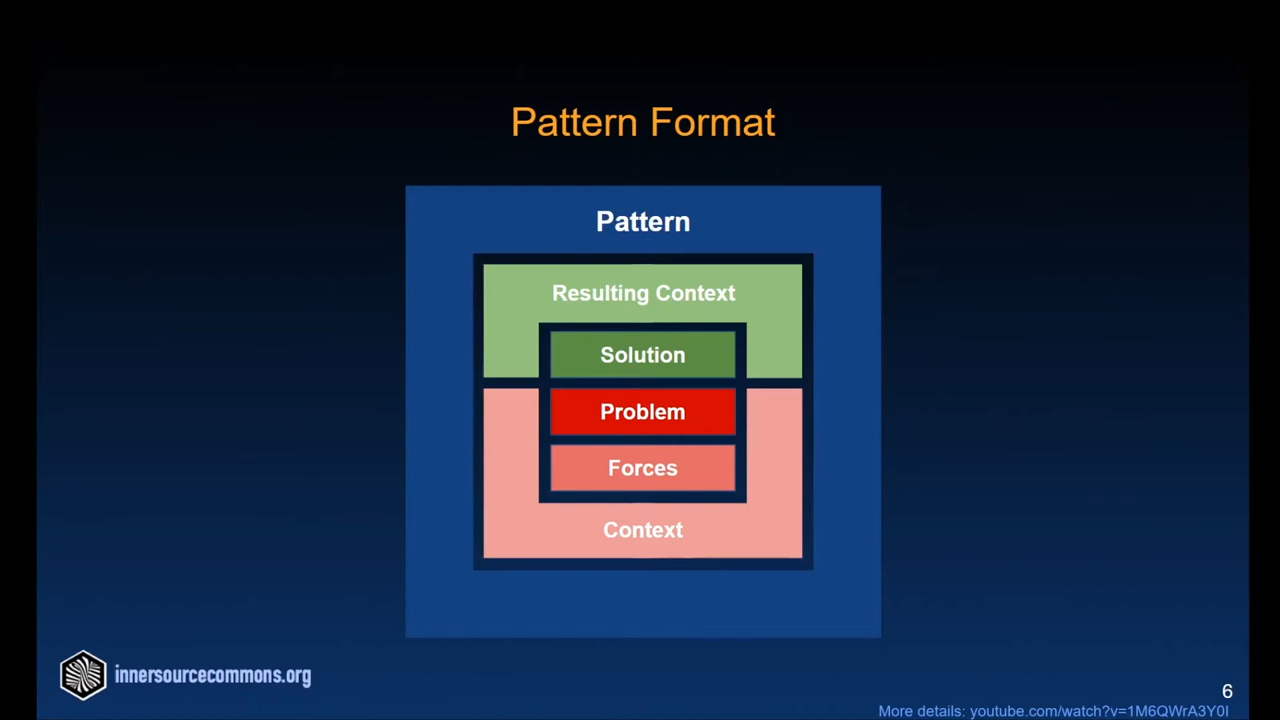 Pattern Format
Pattern
Resulting Context
Solution
Problem
Forces
Context
innersourcecommons.org
6
More details: youtube.com/watch?v=1M6QWrA3Y0I